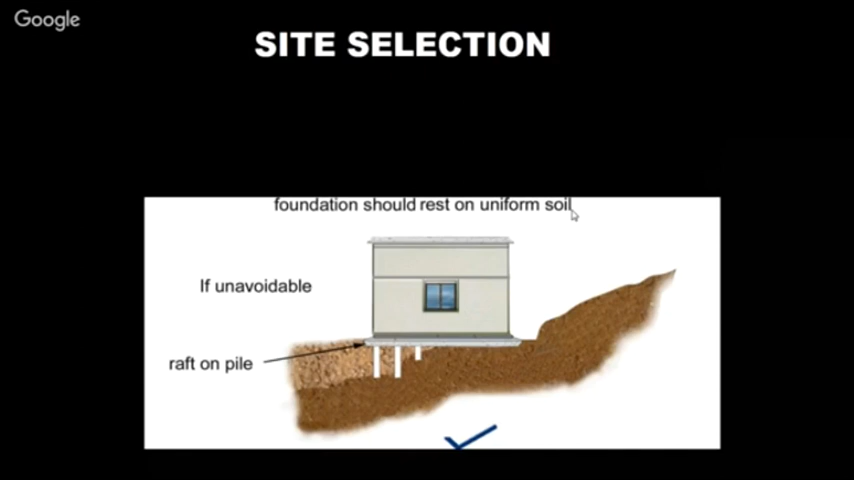 Google
SITE SELECTION
foundation should rest on uniform soil
If unavoidable
raft on pile